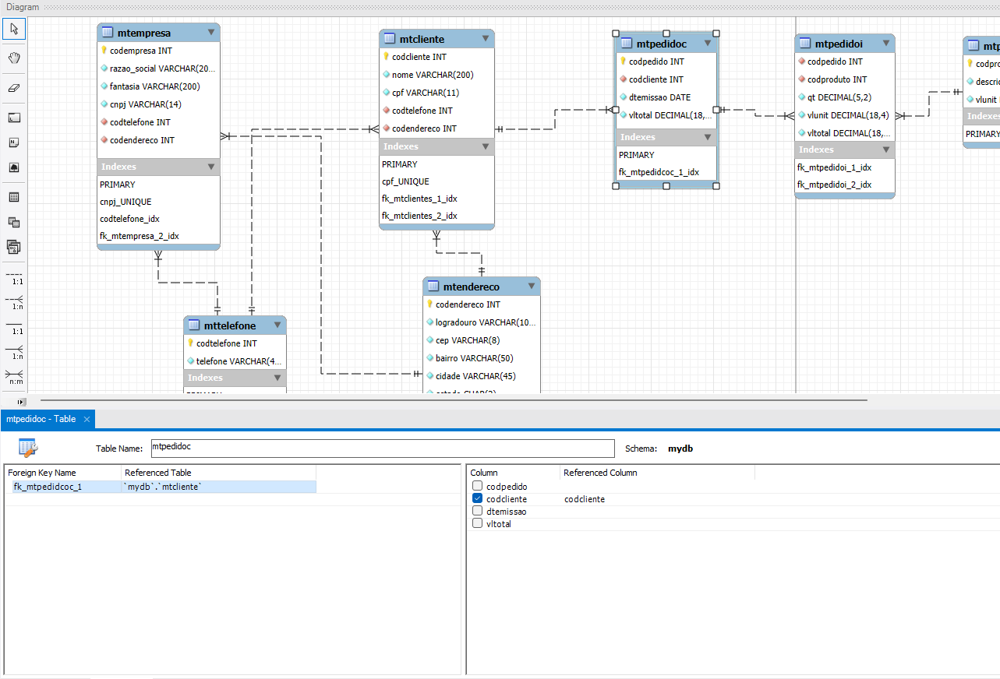 Diagram
mtempresa
codempresa INT
razao_social VARCHAR(20...
fantasia VARCHAR(200)
cnpj VARCHAR(14)
codtelefone INT
codendereco INT
Indexes
PRIMARY
cnpj_UNIQUE
codtelefone_idx
fk_mtempresa_2_idx
mtcliente
codcliente INT
nome VARCHAR(200)
cpf VARCHAR(11)
codtelefone INT
codendereco INT
Indexes
PRIMARY
cpf_UNIQUE
fk_mtclientes_1_idx
fk_mtclientes_2_idx
mtpedidoc
codpedido INT
codcliente INT
dtemissao DATE
vltotal DECIMAL(18,...
Indexes
PRIMARY
fk_mtpedidcoc_1_idx
mtpedidoi
codpedido INT
codproduto INT
qt DECIMAL(5,2)
vlunit DECIMAL(18,4)
vltotal DECIMAL(18,...
Indexes
fk_mtpedidoi_1_idx
fk_mtpedidoi_2_idx
mtp
codpro
descri
vlunit
Indexes
PRIMARY
mttelefone
codtelefone INT
telefone VARCHAR(4...
Indexes
mtendereco
codendereco INT
logradouro VARCHAR(10...
cep VARCHAR(8)
bairro VARCHAR(50)
cidade VARCHAR(45)
1:1
1:n
1:1
1:n
n:m
mtpedidoc - Table
Table Name: mtpedidoc Schema: mydb
Foreign Key Name Referenced Table
fk_mtpedidcoc_1 `mydb`.`mtcliente`
Column Referenced Column
codpedido
codcliente codcliente
dtemissao
vltotal